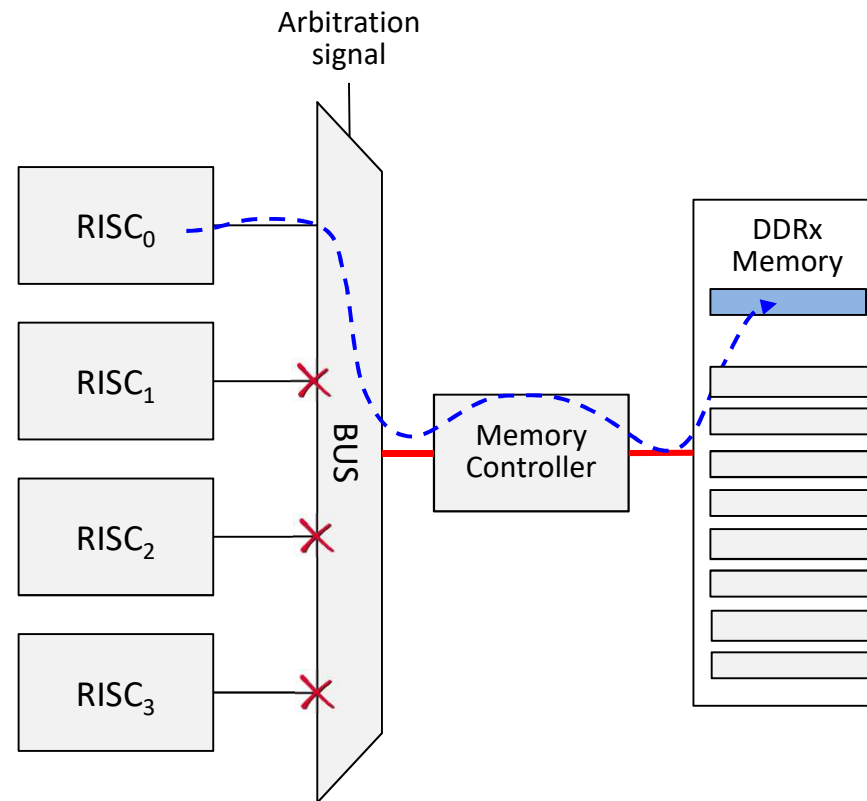 Arbitration
signal
RISC₀
RISC₁
RISC₂
RISC₃
BUS
Memory
Controller
DDRx
Memory